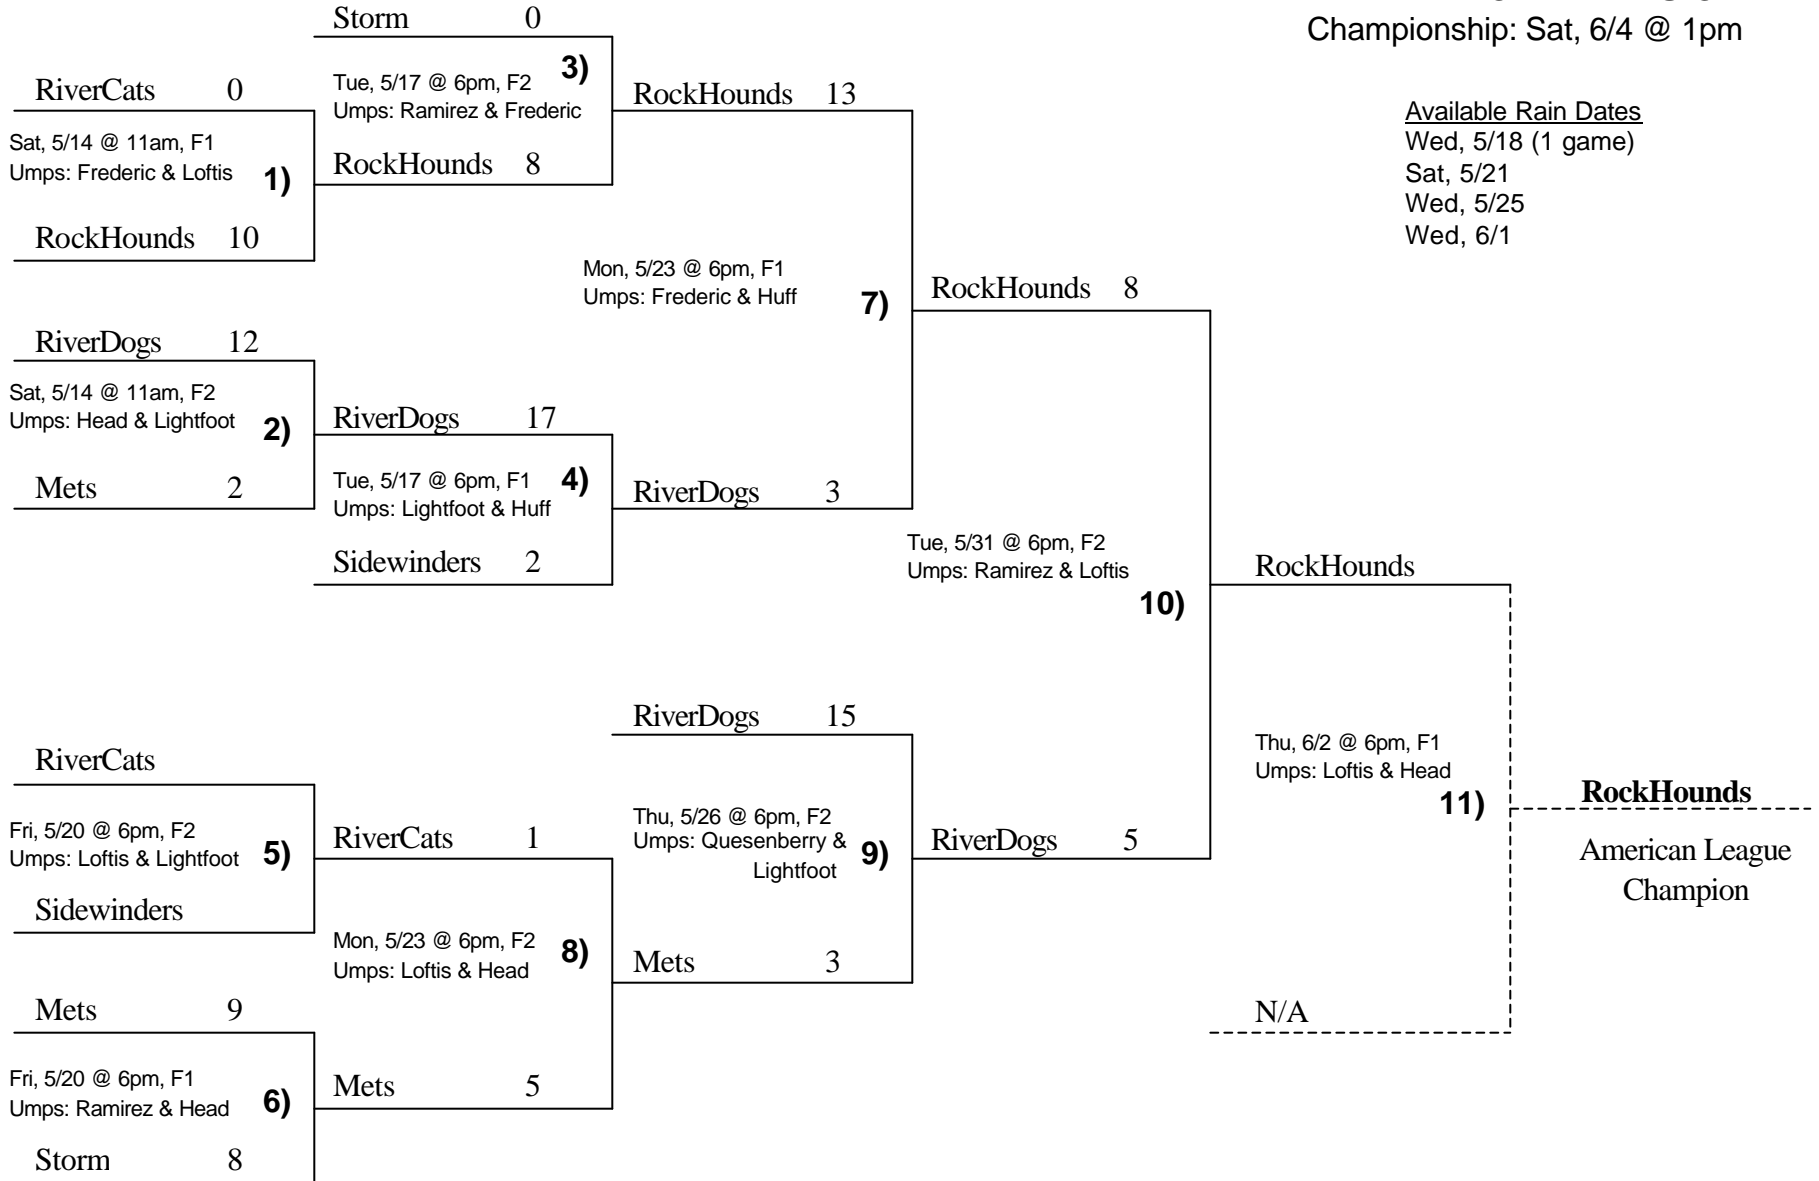 Championship: Sat, 6/4 @ 1pm
Available Rain Dates
Wed, 5/18 (1 game)
Sat, 5/21
Wed, 5/25
Wed, 6/1
RiverCats 0
Sat, 5/14 @ 11am, F1
Umps: Frederic & Loftis 1)
RockHounds 10
RiverDogs 12
Sat, 5/14 @ 11am, F2
Umps: Head & Lightfoot 2)
Mets 2
Storm 0
Tue, 5/17 @ 6pm, F2 3)
Umps: Ramirez & Frederic
RockHounds 8
RiverDogs 17
Tue, 5/17 @ 6pm, F1 4)
Umps: Lightfoot & Huff
Sidewinders 2
RockHounds 13
Mon, 5/23 @ 6pm, F1
Umps: Frederic & Huff 7)
RiverDogs 3
RockHounds 8
Tue, 5/31 @ 6pm, F2
Umps: Ramirez & Loftis
10)
RiverDogs 5
RiverCats
Fri, 5/20 @ 6pm, F2
Umps: Loftis & Lightfoot 5)
Sidewinders
Mets 9
Fri, 5/20 @ 6pm, F1
Umps: Ramirez & Head 6)
Storm 8
RiverCats 1
Mon, 5/23 @ 6pm, F2 8)
Umps: Loftis & Head
Mets 5
RiverDogs 15
Thu, 5/26 @ 6pm, F2
Umps: Quesenberry & 9)
Lightfoot
Mets 3
RockHounds
Thu, 6/2 @ 6pm, F1
Umps: Loftis & Head
11)
N/A
RockHounds
American League
Champion